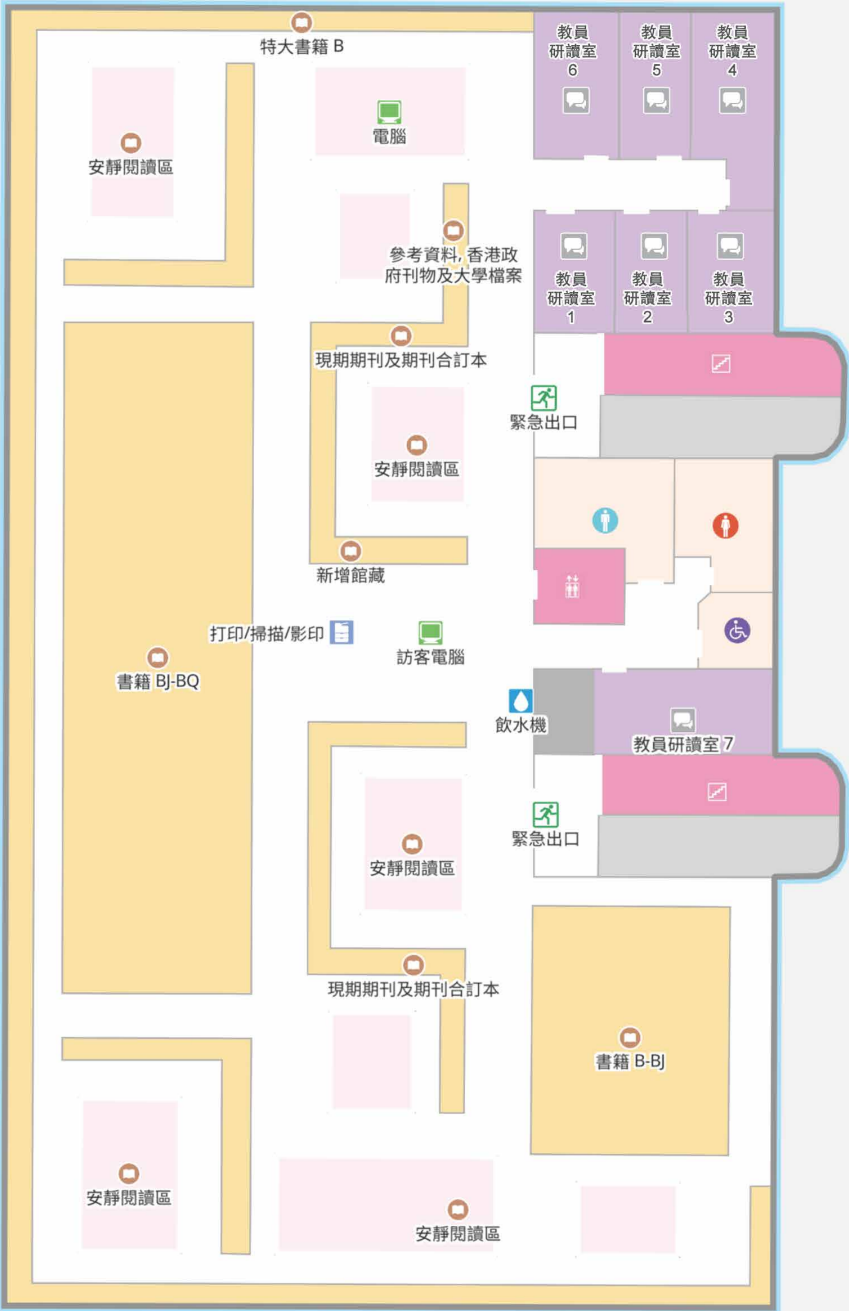 特大書籍 B
教員
研讀室
6
教員
研讀室
5
教員
研讀室
4
電腦
安靜閱讀區
參考資料, 香港政
府刊物及大學檔案
教員
研讀室
1
教員
研讀室
2
教員
研讀室
3
現期期刊及期刊合訂本
緊急出口
安靜閱讀區
新增館藏
打印/掃描/影印
訪客電腦
書籍 BJ-BQ
飲水機
教員研讀室 7
緊急出口
安靜閱讀區
現期期刊及期刊合訂本
書籍 B-BJ
安靜閱讀區
安靜閱讀區